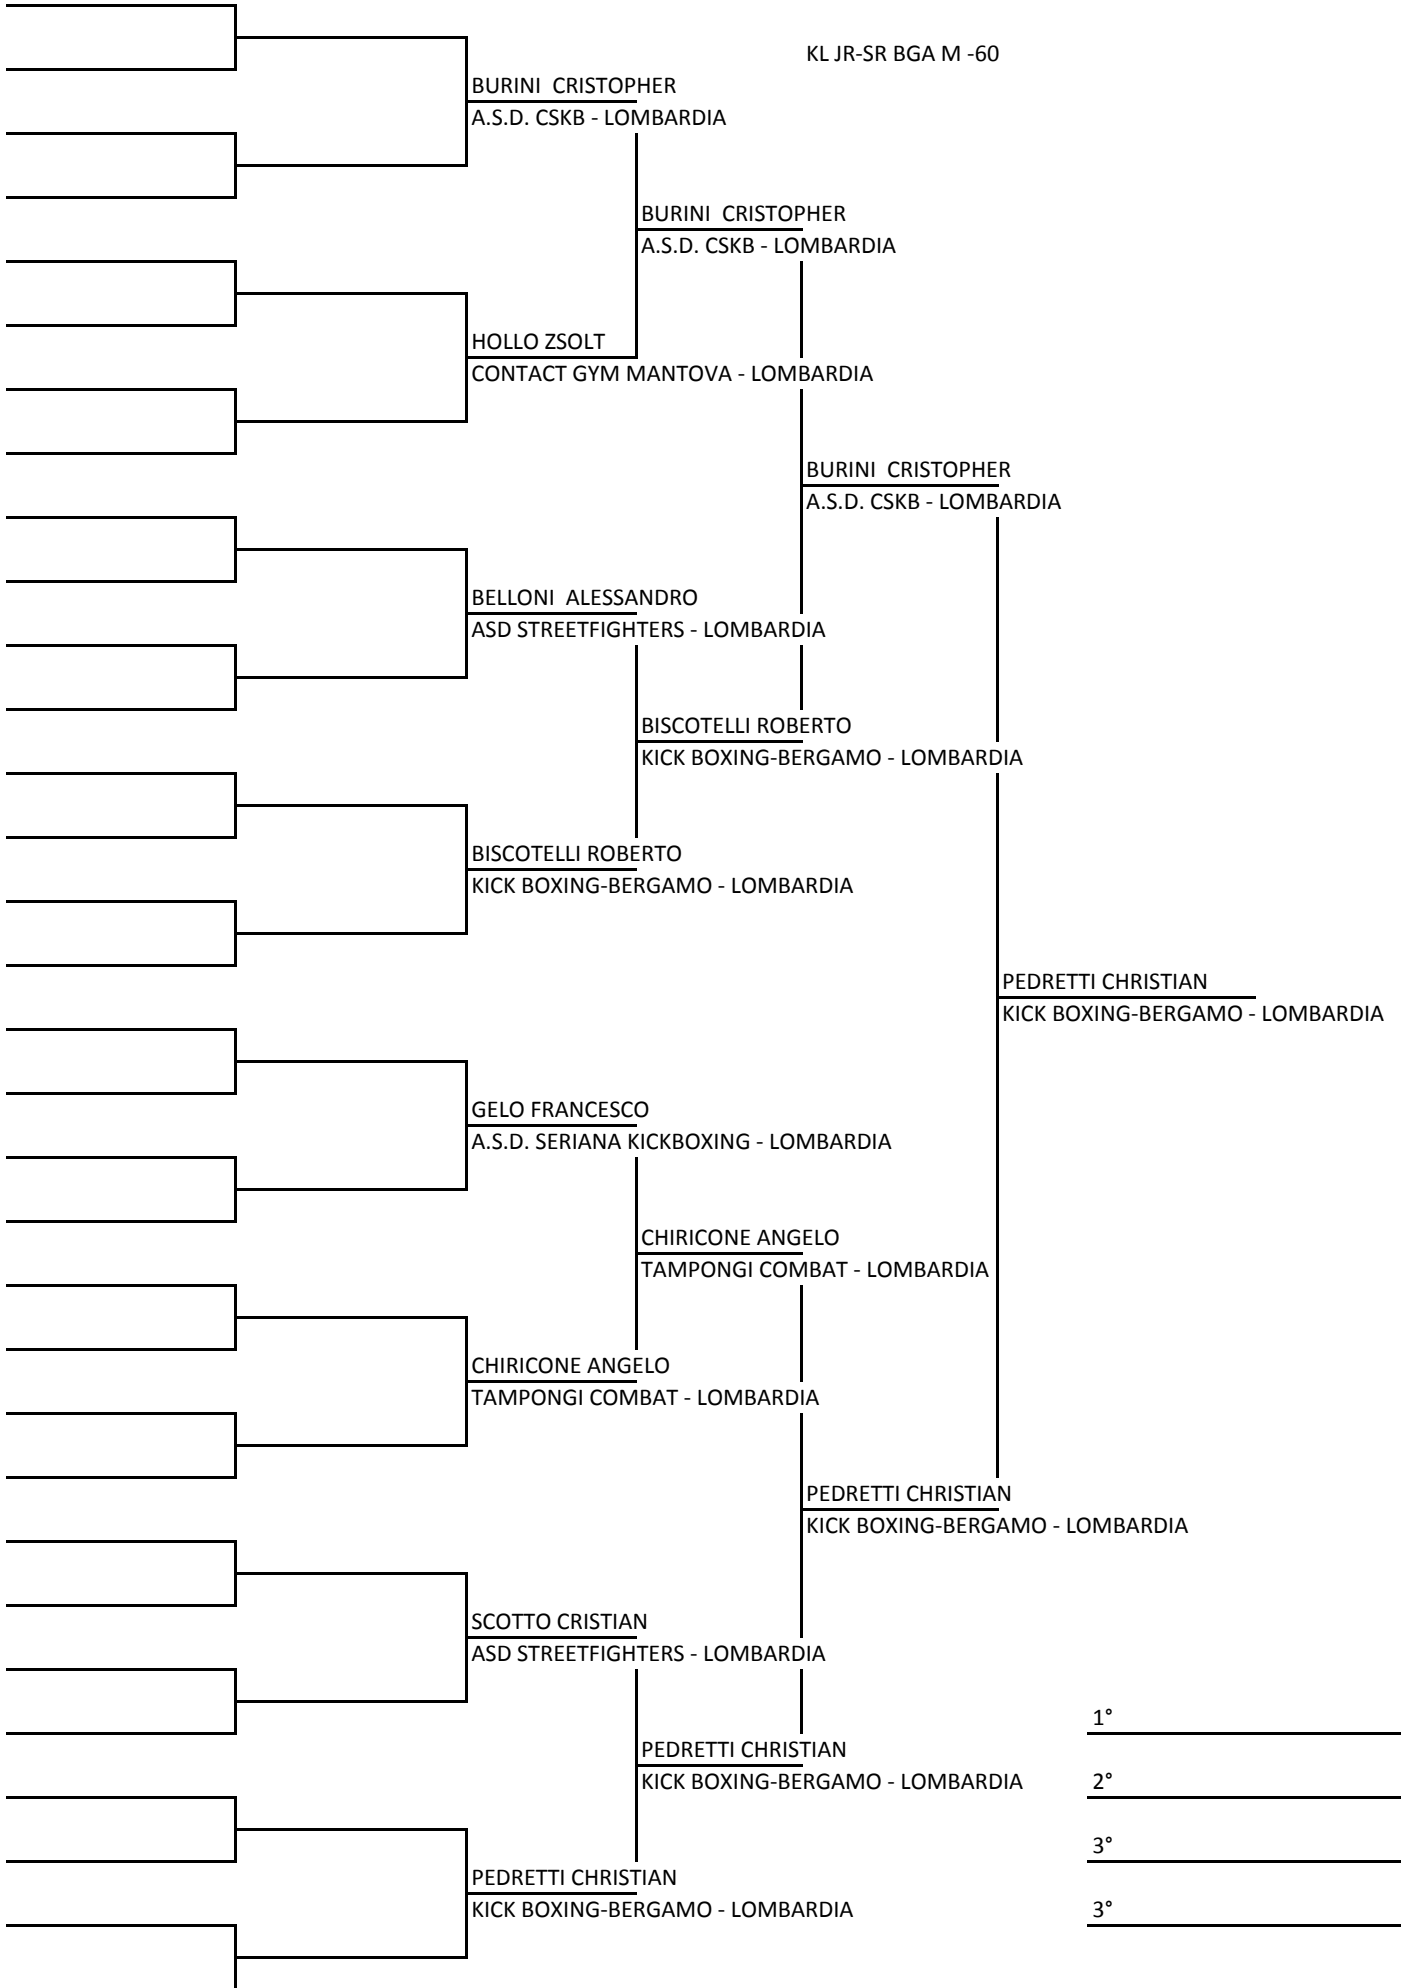 KL JR-SR BGA M -60
BURINI  CRISTOPHER
A.S.D. CSKB - LOMBARDIA
BURINI  CRISTOPHER
A.S.D. CSKB - LOMBARDIA
HOLLO ZSOLT
CONTACT GYM MANTOVA - LOMBARDIA
BURINI  CRISTOPHER
A.S.D. CSKB - LOMBARDIA
BELLONI  ALESSANDRO
ASD STREETFIGHTERS - LOMBARDIA
BISCOTELLI ROBERTO
KICK BOXING-BERGAMO - LOMBARDIA
BISCOTELLI ROBERTO
KICK BOXING-BERGAMO - LOMBARDIA
PEDRETTI CHRISTIAN
KICK BOXING-BERGAMO - LOMBARDIA
GELO FRANCESCO
A.S.D. SERIANA KICKBOXING - LOMBARDIA
CHIRICONE ANGELO
TAMPONGI COMBAT - LOMBARDIA
CHIRICONE ANGELO
TAMPONGI COMBAT - LOMBARDIA
PEDRETTI CHRISTIAN
KICK BOXING-BERGAMO - LOMBARDIA
SCOTTO CRISTIAN
ASD STREETFIGHTERS - LOMBARDIA
1°
PEDRETTI CHRISTIAN
KICK BOXING-BERGAMO - LOMBARDIA
2°
3°
PEDRETTI CHRISTIAN
KICK BOXING-BERGAMO - LOMBARDIA
3°